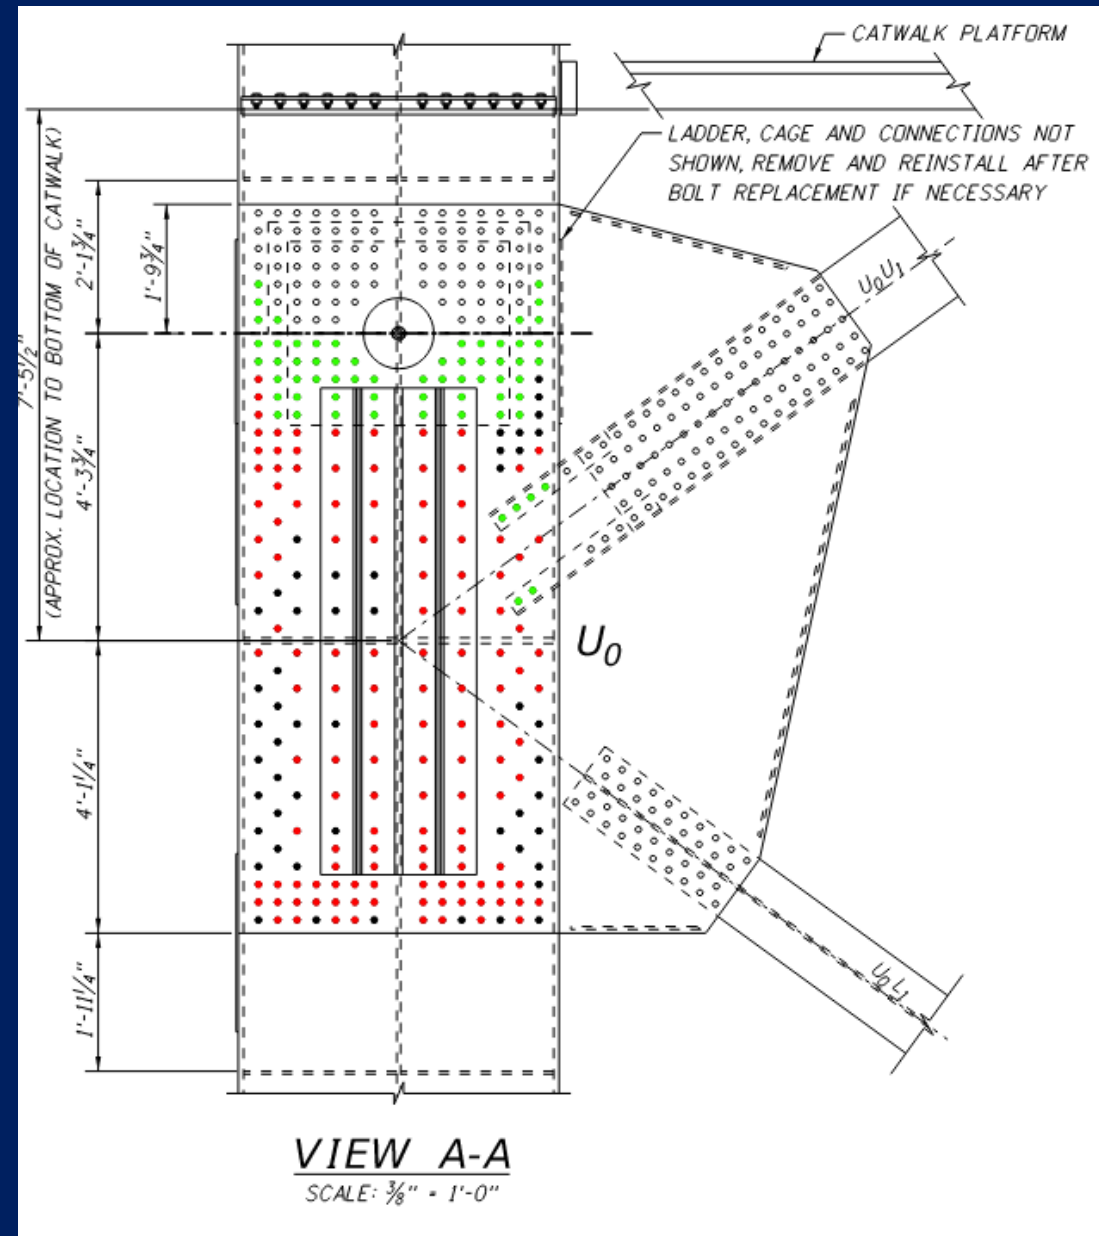 CATWALK PLATFORM
LADDER, CAGE AND CONNECTIONS NOT
SHOWN, REMOVE AND REINSTALL AFTER
BOLT REPLACEMENT IF NECESSARY
7'-5½"
(APPROX. LOCATION TO BOTTOM OF CATWALK)
2'-1¾"
1'-9¾"
4'-3¾"
4'-1¼"
1'-11¼"
U₀U₁
U₀
U₀L₁
VIEW A-A
SCALE: ⅜" = 1'-0"